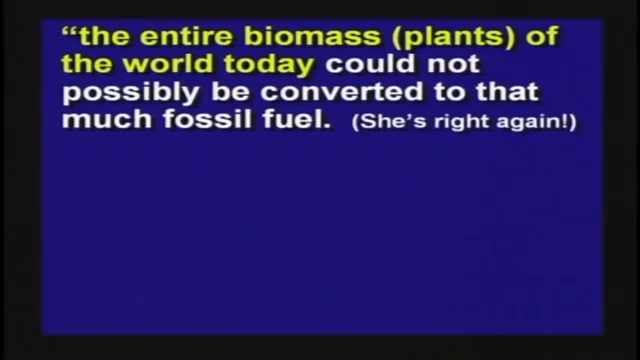 “the entire biomass (plants) of
the world today could not
possibly be converted to that
much fossil fuel. (She's right again!)